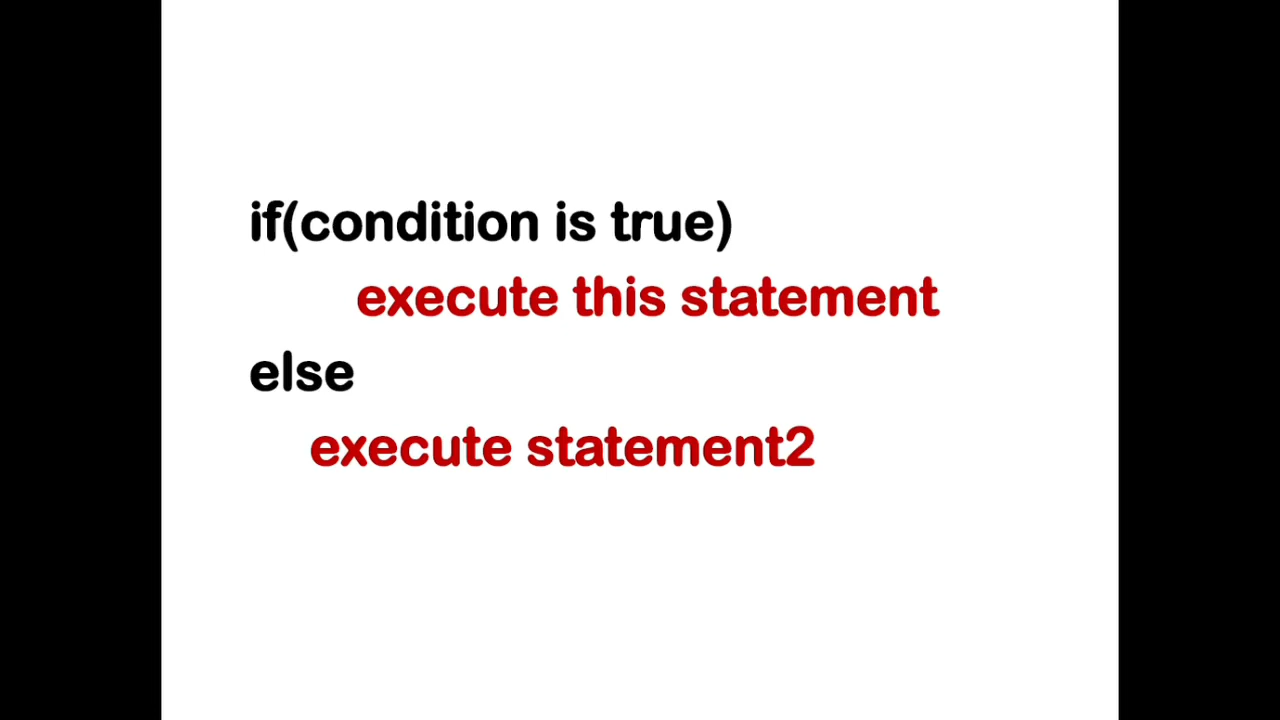 if(condition is true)
execute this statement
else
execute statement2